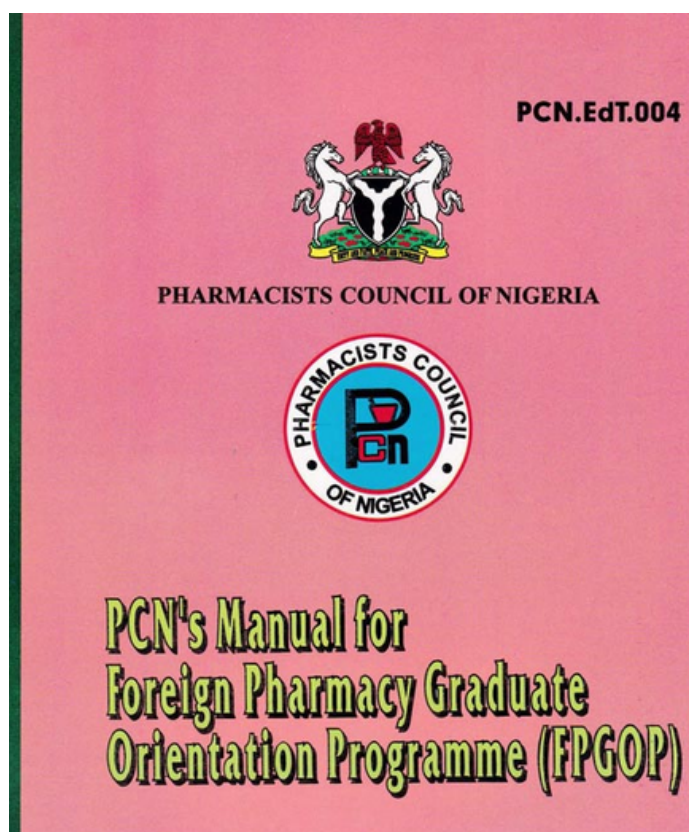 PCN.EdT.004
PHARMACISTS COUNCIL OF NIGERIA
PHARMACISTS COUNCIL
Pcn
OF NIGERIA
PCN's Manual for
Foreign Pharmacy Graduate
Orientation Programme (FPGOP)